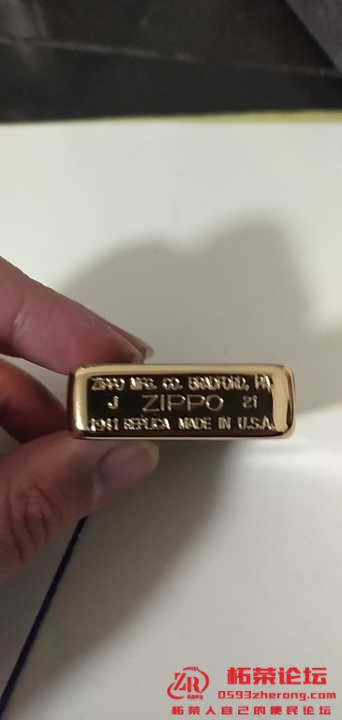 ZIPPO MFG. CO. BRADFORD, PA.
J ZIPPO 21
1941 REPLICA MADE IN U.S.A.
ZR 柘荣论坛
0593zherong.com
柘荣人自己的便民论坛